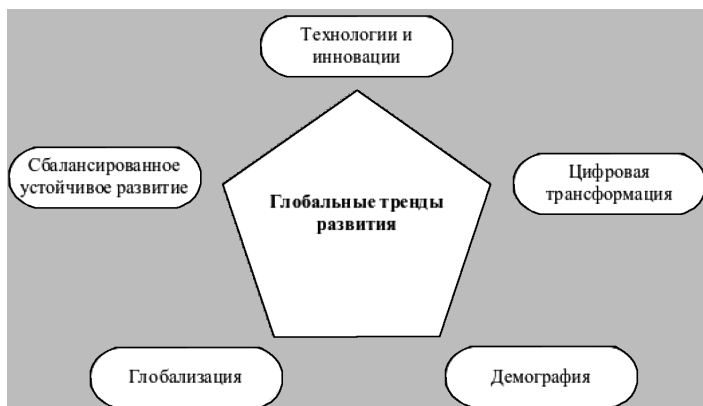 Технологии и
инновации
Сбалансированное
устойчивое развитие
Цифровая
трансформация
Глобальные тренды
развития
Глобализация
Демография